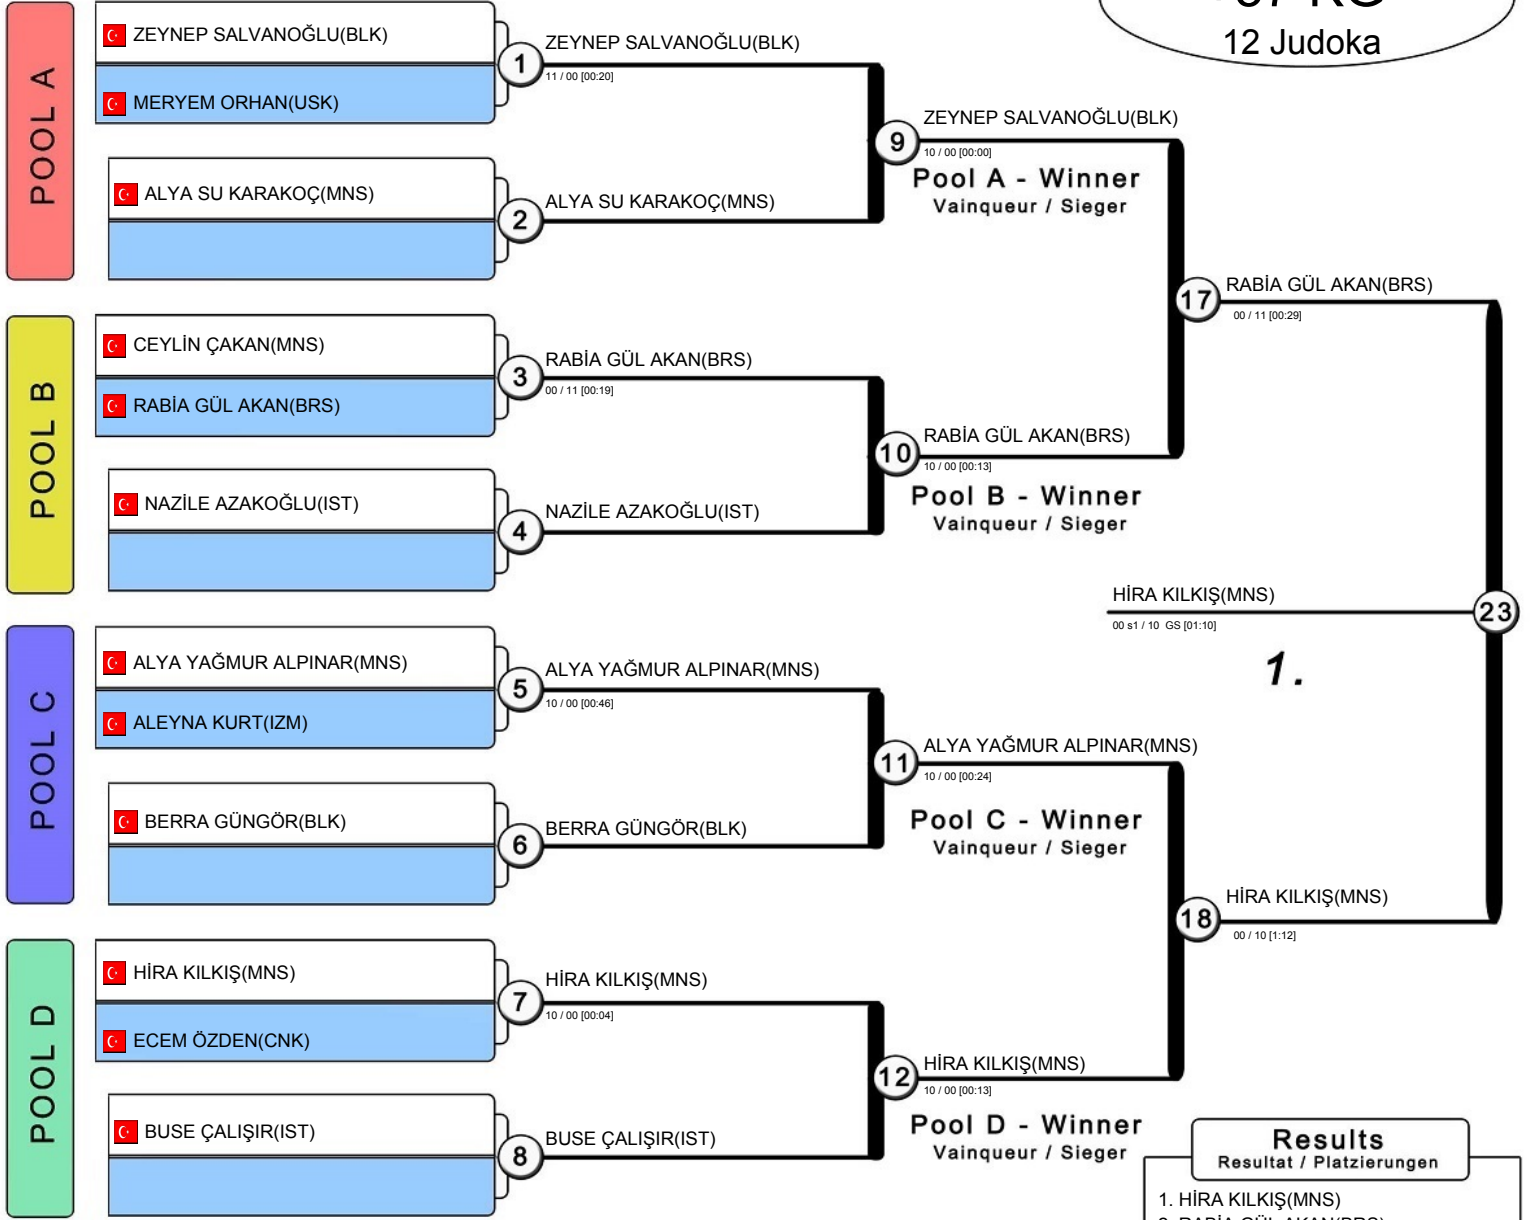 POOL A
ZEYNEP SALVANOĞLU(BLK)
MERYEM ORHAN(USK)
1
ZEYNEP SALVANOĞLU(BLK)
11 / 00 [00:20]
ALYA SU KARAKOÇ(MNS)
2
ALYA SU KARAKOÇ(MNS)
9
ZEYNEP SALVANOĞLU(BLK)
10 / 00 [00:00]
Pool A - Winner
Vainqueur / Sieger
12 Judoka
POOL B
CEYLİN ÇAKAN(MNS)
RABİA GÜL AKAN(BRS)
3
RABİA GÜL AKAN(BRS)
00 / 11 [00:19]
NAZİLE AZAKOĞLU(IST)
4
NAZİLE AZAKOĞLU(IST)
10
RABİA GÜL AKAN(BRS)
10 / 00 [00:13]
Pool B - Winner
Vainqueur / Sieger
17
RABİA GÜL AKAN(BRS)
00 / 11 [00:29]
HİRA KILKIŞ(MNS)
00 s1 / 10 GS [01:10]
23
1.
POOL C
ALYA YAĞMUR ALPINAR(MNS)
ALEYNA KURT(IZM)
5
ALYA YAĞMUR ALPINAR(MNS)
10 / 00 [00:46]
BERRA GÜNGÖR(BLK)
6
BERRA GÜNGÖR(BLK)
11
ALYA YAĞMUR ALPINAR(MNS)
10 / 00 [00:24]
Pool C - Winner
Vainqueur / Sieger
18
HİRA KILKIŞ(MNS)
00 / 10 [1:12]
POOL D
HİRA KILKIŞ(MNS)
ECEM ÖZDEN(CNK)
7
HİRA KILKIŞ(MNS)
10 / 00 [00:04]
BUSE ÇALIŞIR(IST)
8
BUSE ÇALIŞIR(IST)
12
HİRA KILKIŞ(MNS)
10 / 00 [00:13]
Pool D - Winner
Vainqueur / Sieger
Results
Resultat / Platzierungen
1. HİRA KILKIŞ(MNS)
2. RABİA GÜL AKAN(BRS)